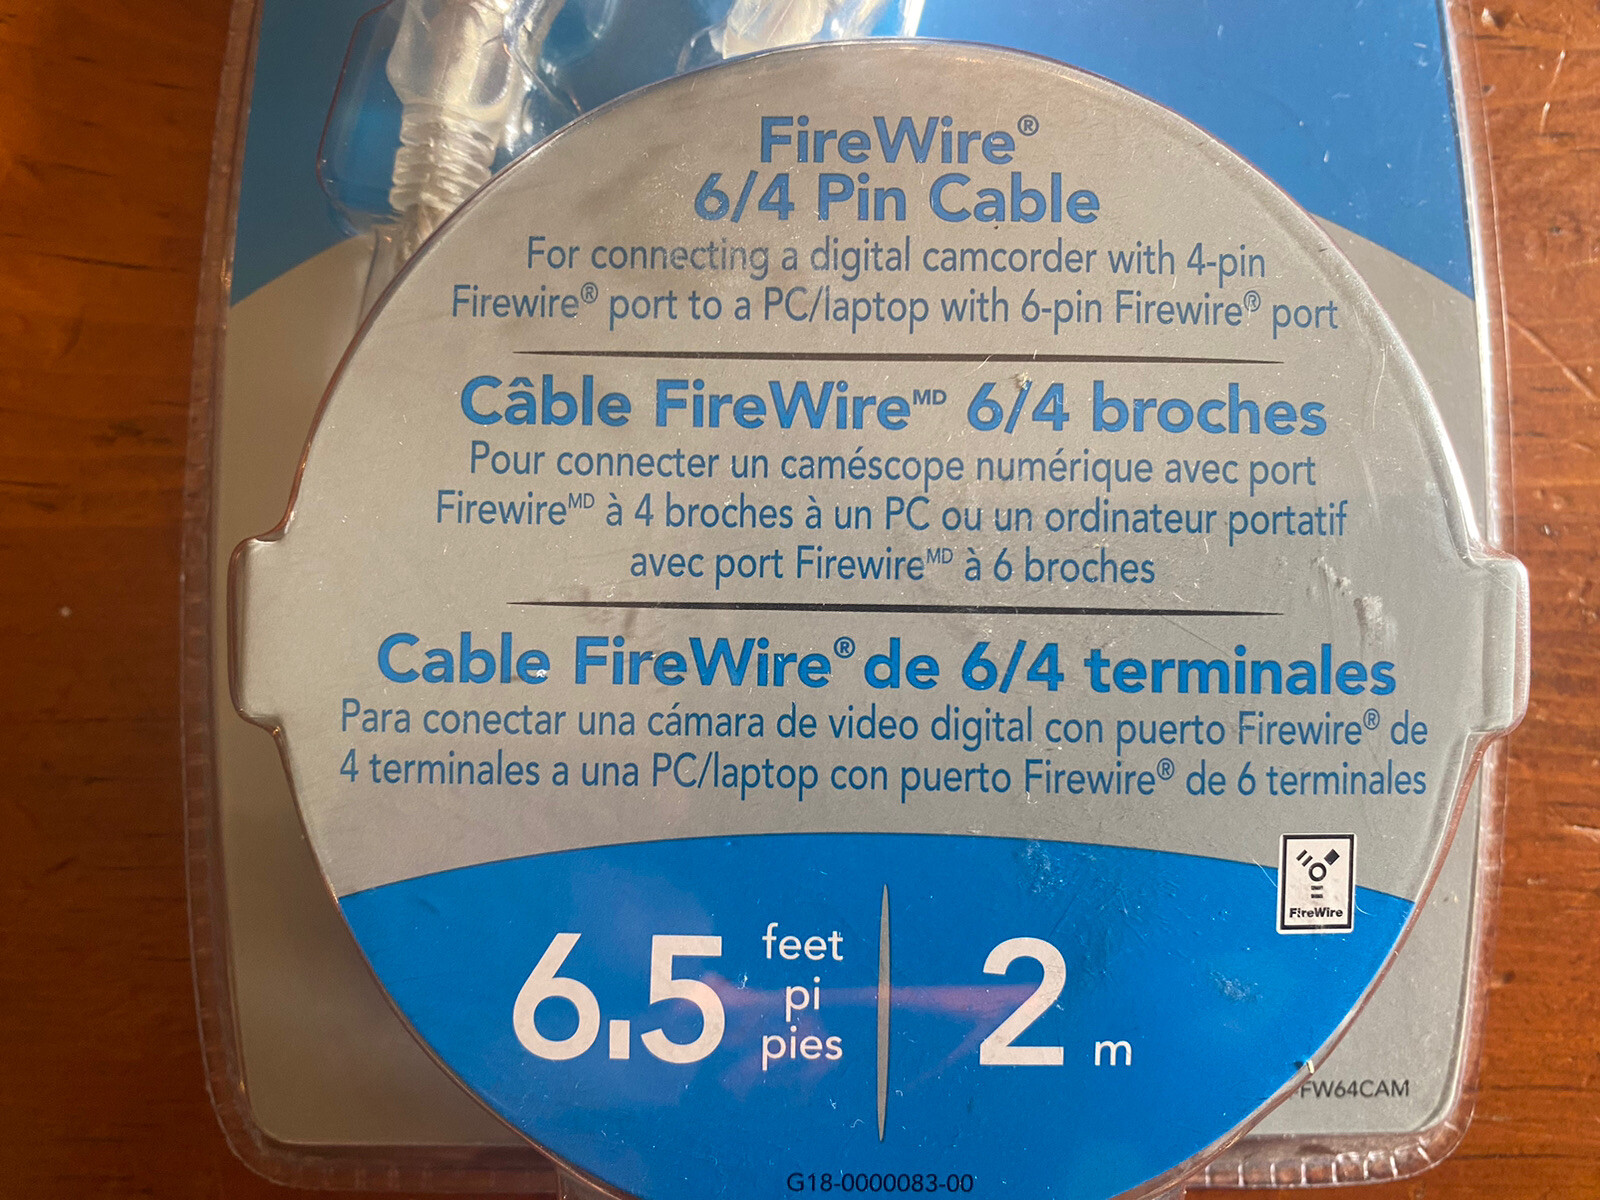 FireWire®
6/4 Pin Cable
For connecting a digital camcorder with 4-pin
Firewire® port to a PC/laptop with 6-pin Firewire® port
Câble FireWireMD 6/4 broches
Pour connecter un caméscope numérique avec port
FirewireMD à 4 broches à un PC ou un ordinateur portatif
avec port FirewireMD à 6 broches
Cable FireWire® de 6/4 terminales
Para conectar una cámara de video digital con puerto Firewire® de
4 terminales a una PC/laptop con puerto Firewire® de 6 terminales
FireWire
6.5 feet
pi
pies
2 m
FW64CAM
G18-0000083-00